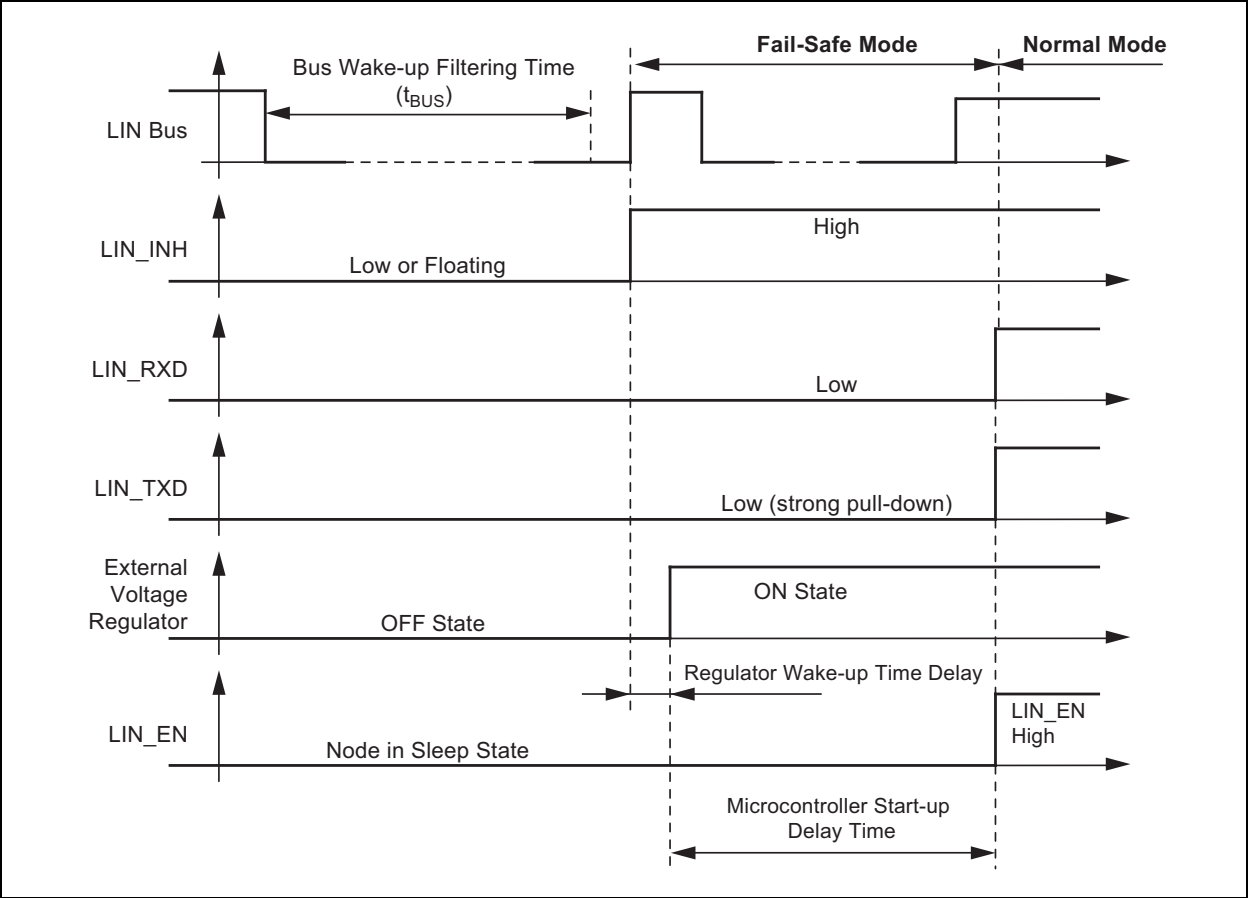 Fail-Safe Mode
Normal Mode
Bus Wake-up Filtering Time
(tBUS)
LIN Bus
LIN_INH
High
Low or Floating
LIN_RXD
Low
LIN_TXD
Low (strong pull-down)
External
Voltage
Regulator
ON State
OFF State
Regulator Wake-up Time Delay
LIN_EN
LIN_EN
High
Node in Sleep State
Microcontroller Start-up
Delay Time